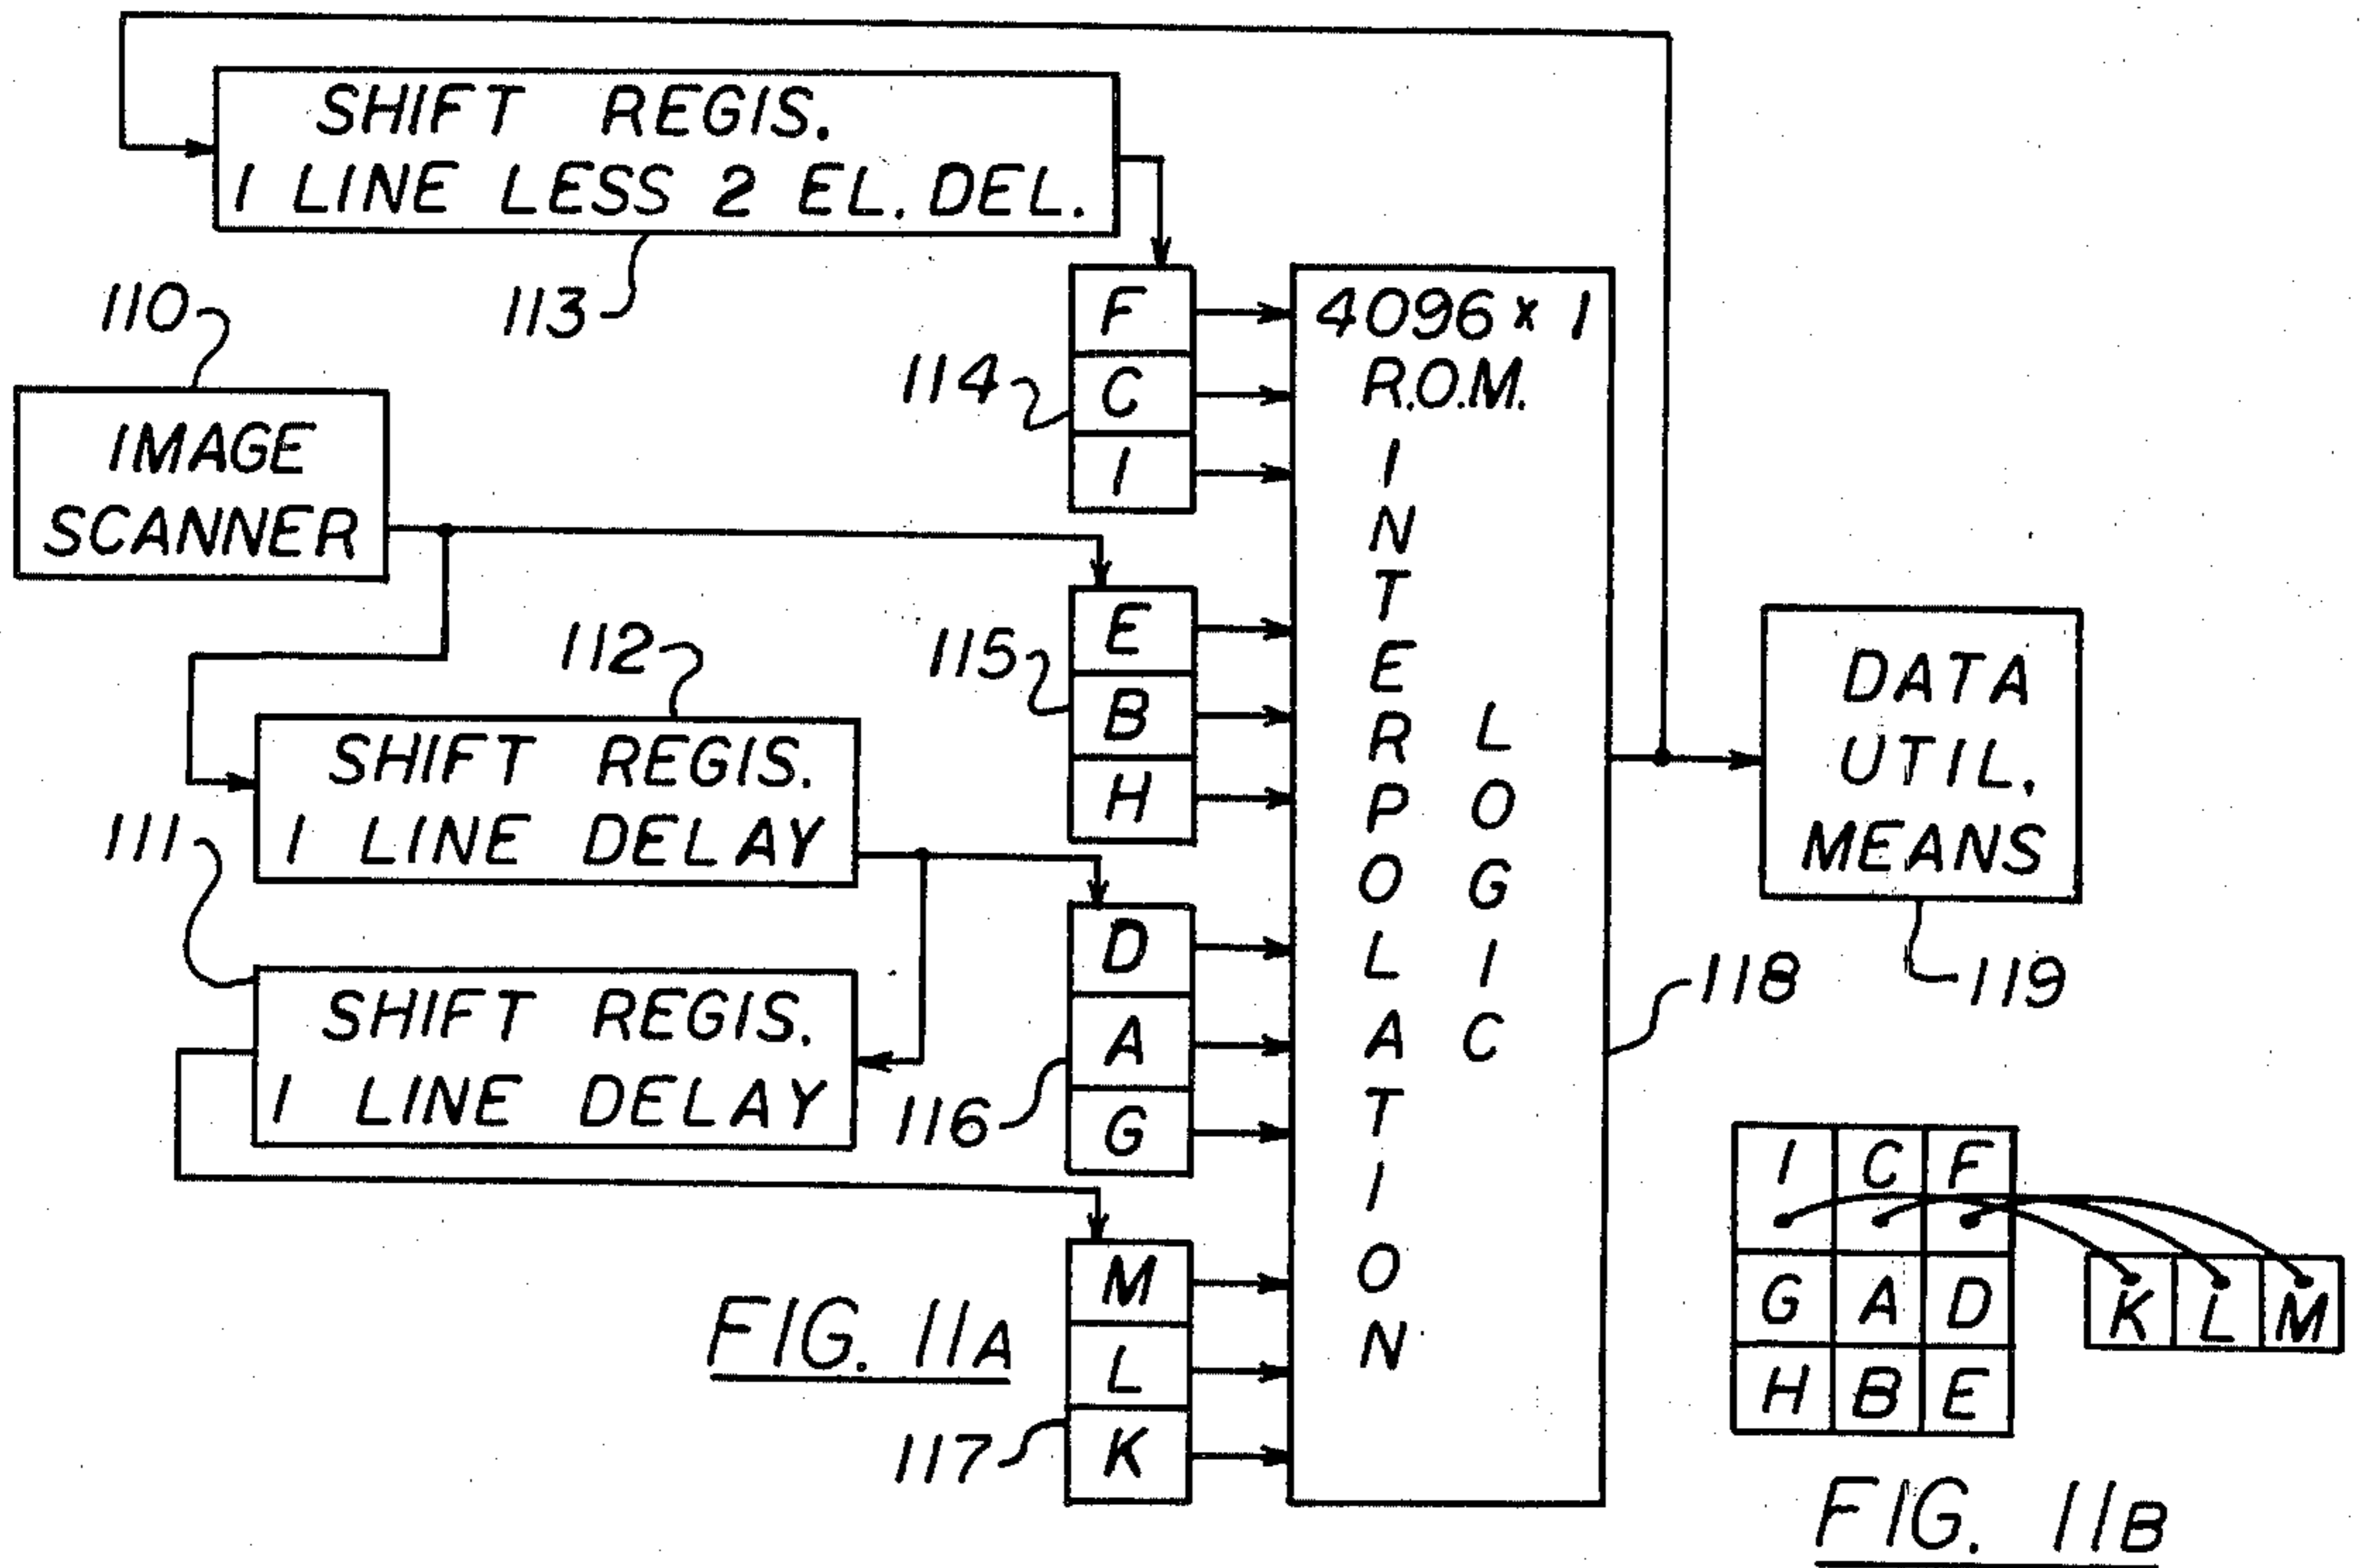 SHIFT REGIS.
1 LINE LESS 2 EL. DEL.
113
110
IMAGE
SCANNER
114
F
C
I
4096 x 1
R.O.M.
INTERPOLATION
LOGIC
115
E
B
H
112
SHIFT REGIS.
1 LINE DELAY
111
SHIFT REGIS.
1 LINE DELAY
116
D
A
G
117
M
L
K
118
DATA
UTIL.
MEANS
119
FIG. 11A
I C F
G A D
H B E
K L M
FIG. 11B